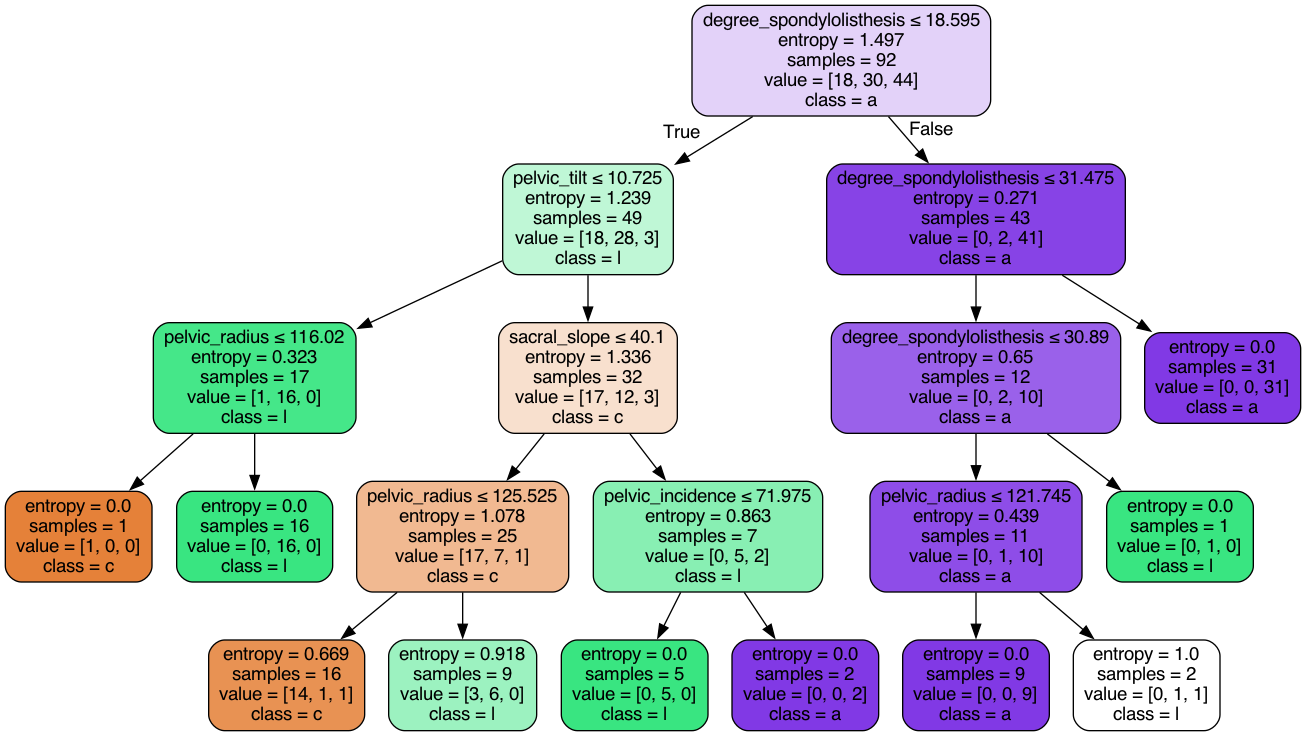 degree_spondylolisthesis ≤ 18.595
entropy = 1.497
samples = 92
value = [18, 30, 44]
class = a
True
False
pelvic_tilt ≤ 10.725
entropy = 1.239
samples = 49
value = [18, 28, 3]
class = l
degree_spondylolisthesis ≤ 31.475
entropy = 0.271
samples = 43
value = [0, 2, 41]
class = a
pelvic_radius ≤ 116.02
entropy = 0.323
samples = 17
value = [1, 16, 0]
class = l
sacral_slope ≤ 40.1
entropy = 1.336
samples = 32
value = [17, 12, 3]
class = c
degree_spondylolisthesis ≤ 30.89
entropy = 0.65
samples = 12
value = [0, 2, 10]
class = a
entropy = 0.0
samples = 31
value = [0, 0, 31]
class = a
entropy = 0.0
samples = 1
value = [1, 0, 0]
class = c
entropy = 0.0
samples = 16
value = [0, 16, 0]
class = l
pelvic_radius ≤ 125.525
entropy = 1.078
samples = 25
value = [17, 7, 1]
class = c
pelvic_incidence ≤ 71.975
entropy = 0.863
samples = 7
value = [0, 5, 2]
class = l
pelvic_radius ≤ 121.745
entropy = 0.439
samples = 11
value = [0, 1, 10]
class = a
entropy = 0.0
samples = 1
value = [0, 1, 0]
class = l
entropy = 0.669
samples = 16
value = [14, 1, 1]
class = c
entropy = 0.918
samples = 9
value = [3, 6, 0]
class = l
entropy = 0.0
samples = 5
value = [0, 5, 0]
class = l
entropy = 0.0
samples = 2
value = [0, 0, 2]
class = a
entropy = 0.0
samples = 9
value = [0, 0, 9]
class = a
entropy = 1.0
samples = 2
value = [0, 1, 1]
class = l